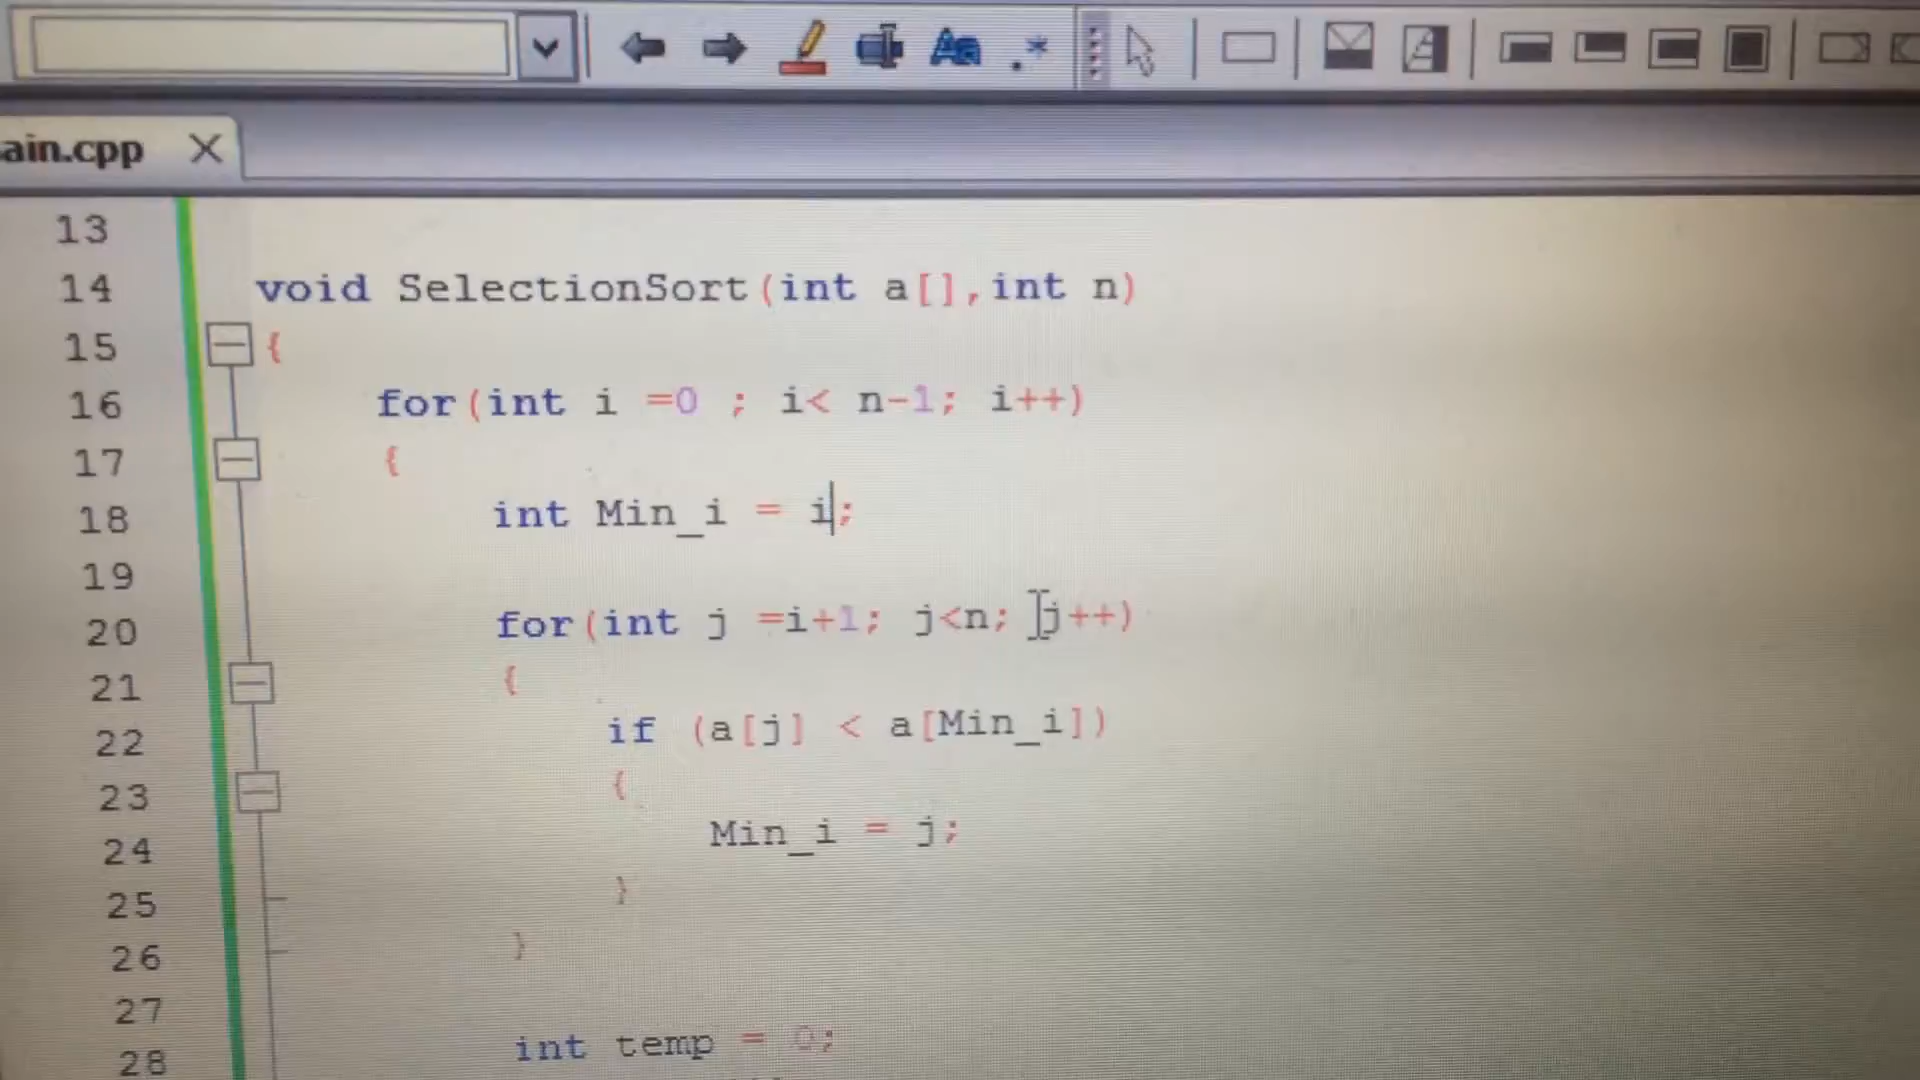 Aa .*
ain.cpp
13
14 void SelectionSort(int a[],int n)
15 {
16 for(int i =0 ; i< n-1; i++)
17 {
18 int Min_i = i;
19
20 for(int j =i+1; j<n; j++)
21 {
22 if (a[j] < a[Min_i])
23 {
24 Min_i = j;
25 }
26 }
27
28 int temp = 0;